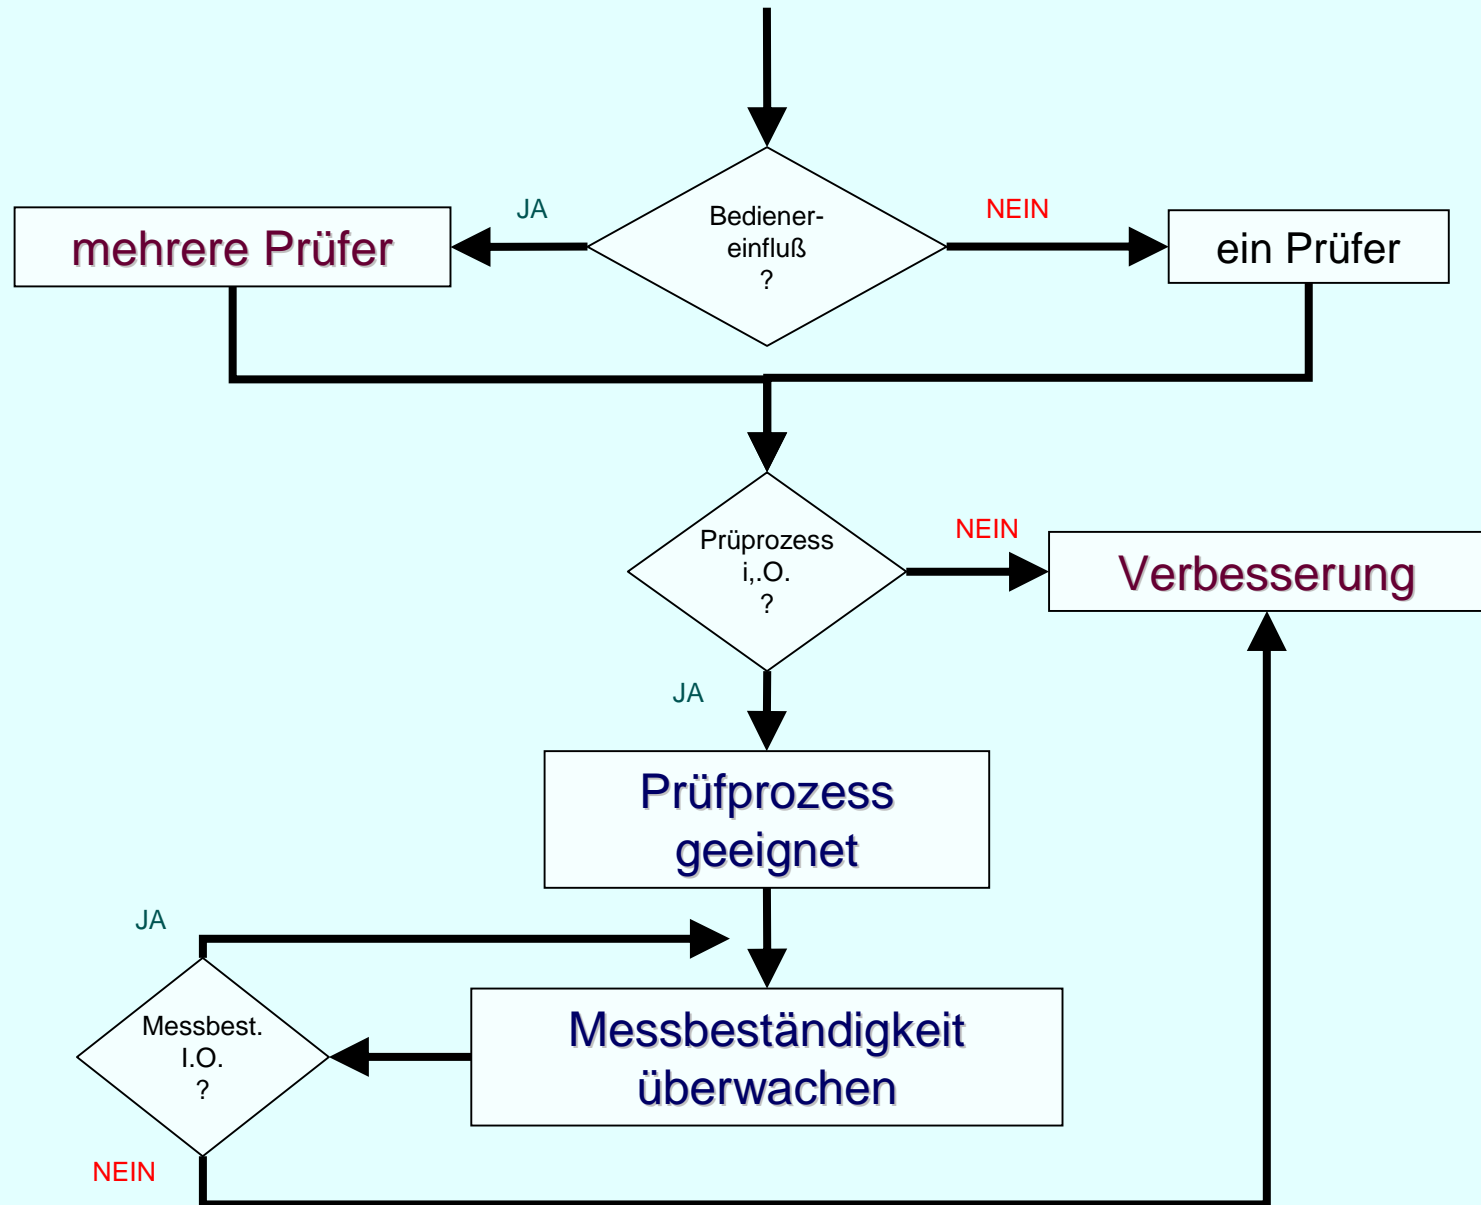 JA
NEIN
Bediener-
einfluß
?
mehrere Prüfer
ein Prüfer
Prüprozess
i,.O.
?
NEIN
Verbesserung
JA
Prüfprozess
geeignet
JA
Messbest.
I.O.
?
Messbeständigkeit
überwachen
NEIN